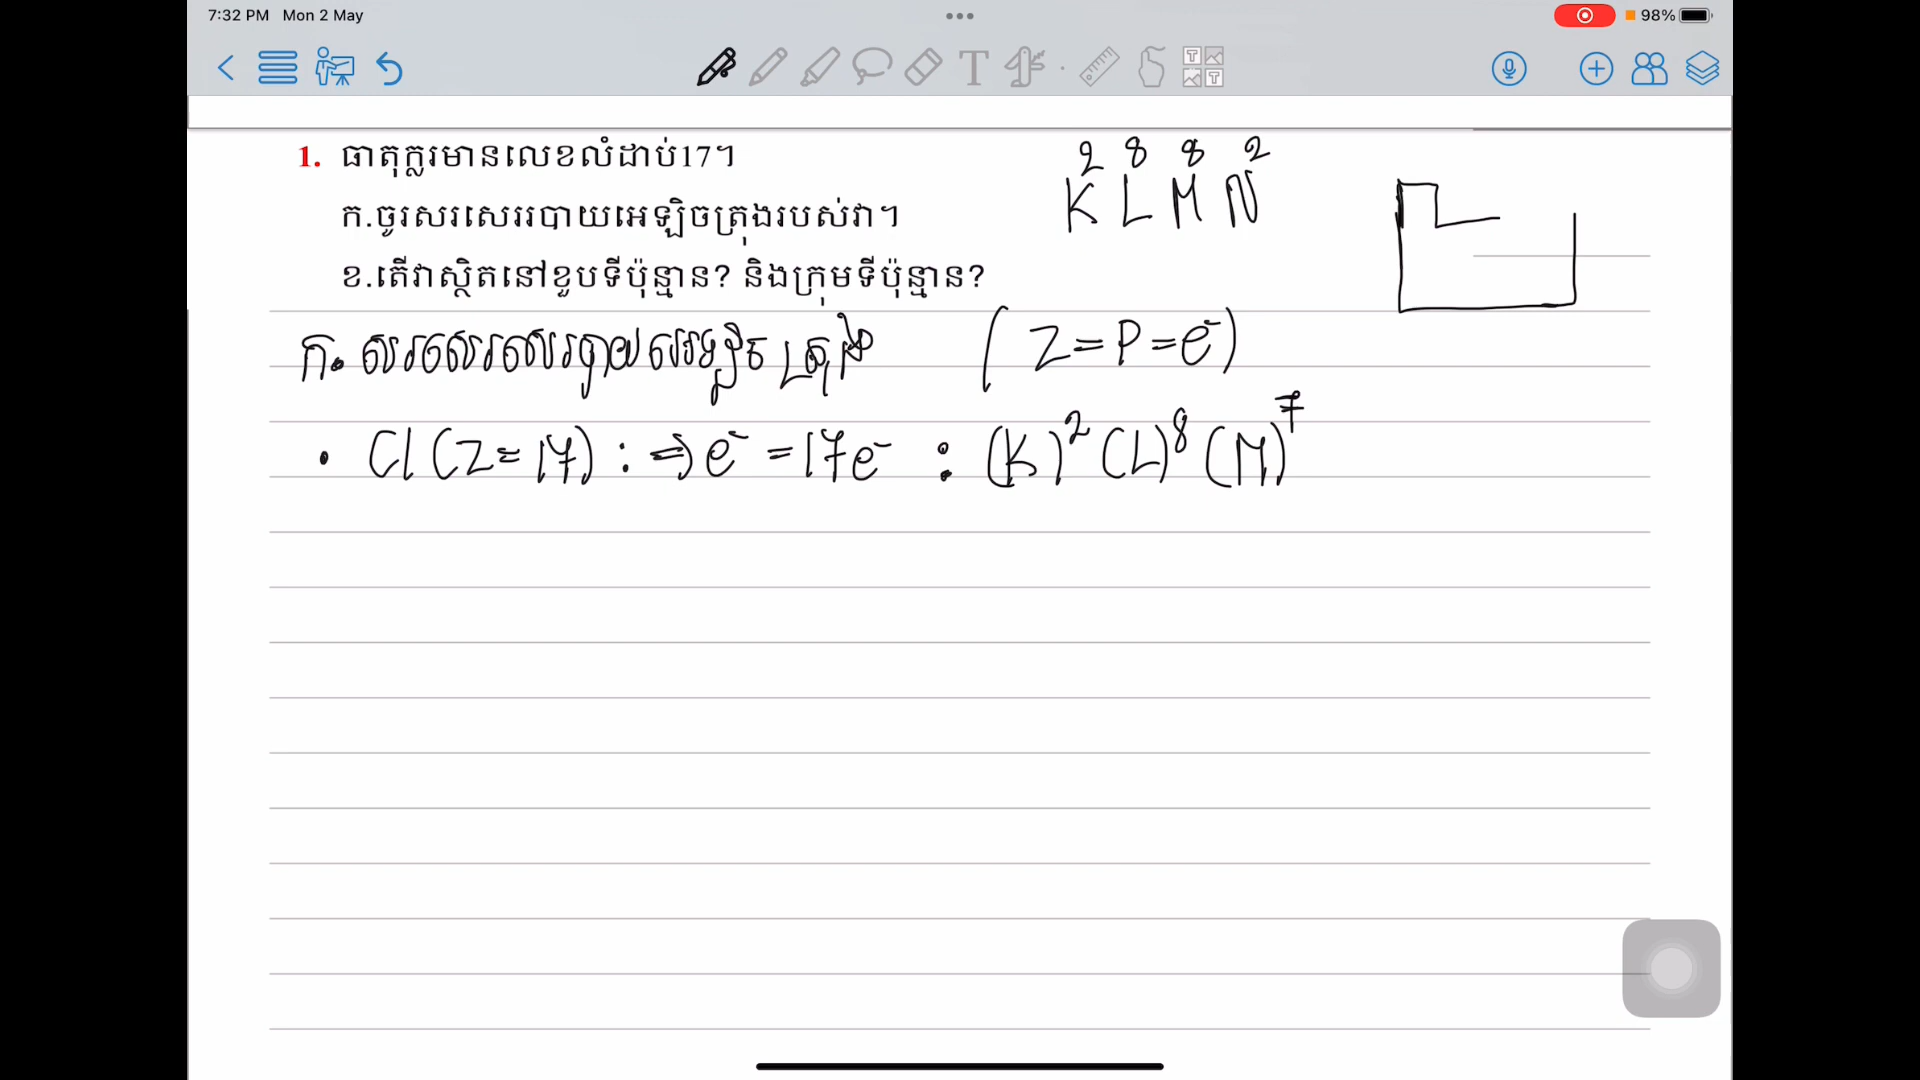 7:32 PM Mon 2 May
98%
1. ធាតុក្លរមានលេខលំដាប់17។
ក.ចូរសរសេររបាយអេឡិចត្រុងរបស់វា។
ខ.តើវាស្ថិតនៅខួបទីប៉ុន្មាន? និងក្រុមទីប៉ុន្មាន?
2 8 8 2
K L M N
ក. សរសេររបាយអេឡិចត្រុង (Z=P=e⁻)
• Cl (Z=17) : ⇒ e⁻ = 17e⁻ : (K)² (L)⁸ (M)⁷